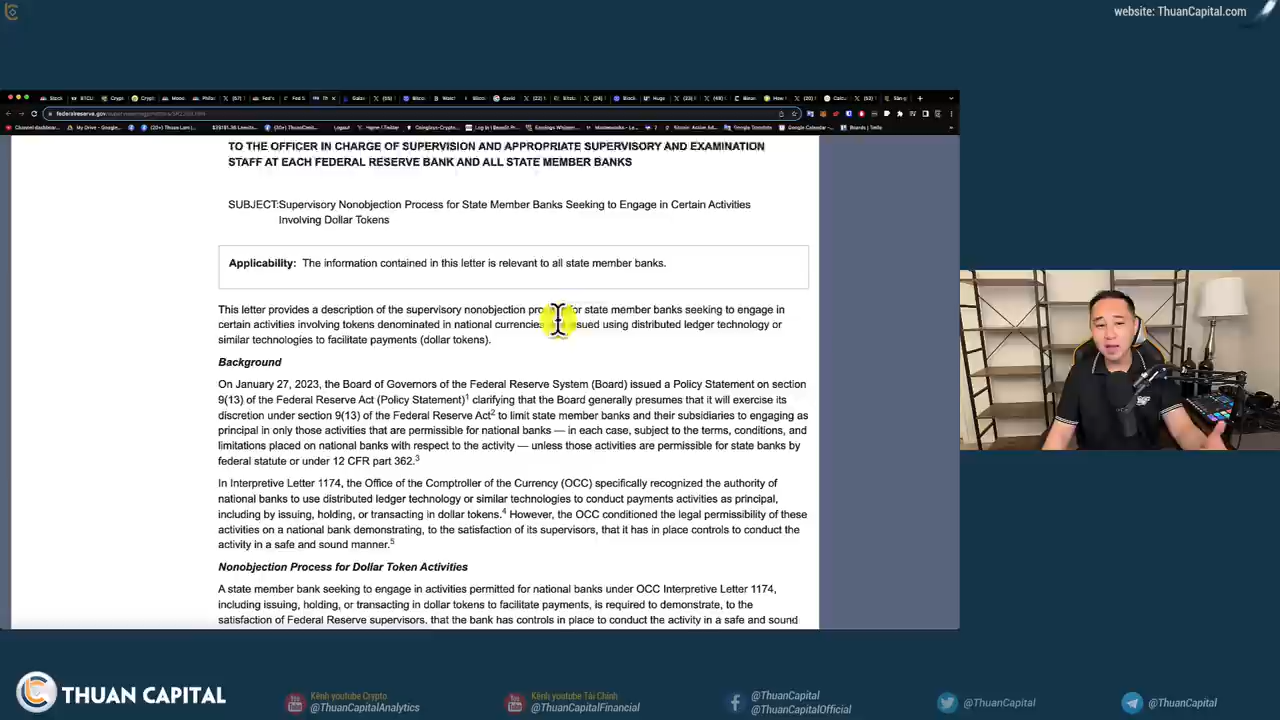 website: ThuanCapital.com
TO THE OFFICER IN CHARGE OF SUPERVISION AND APPROPRIATE SUPERVISORY AND EXAMINATION
STAFF AT EACH FEDERAL RESERVE BANK AND ALL STATE MEMBER BANKS
SUBJECT:Supervisory Nonobjection Process for State Member Banks Seeking to Engage in Certain Activities
Involving Dollar Tokens
Applicability: The information contained in this letter is relevant to all state member banks.
This letter provides a description of the supervisory nonobjection state member banks seeking to engage in
certain activities involving tokens denominated in national currencies using distributed ledger technology or
similar technologies to facilitate payments (dollar tokens).
Background
On January 27, 2023, the Board of Governors of the Federal Reserve System (Board) issued a Policy Statement on section
9(13) of the Federal Reserve Act (Policy Statement)1 clarifying that the Board generally presumes that it will exercise its
discretion under section 9(13) of the Federal Reserve Act2 to limit state member banks and their subsidiaries to engaging as
principal in only those activities that are permissible for national banks — in each case, subject to the terms, conditions, and
limitations placed on national banks with respect to the activity — unless those activities are permissible for state banks by
federal statute or under 12 CFR part 362.3
In Interpretive Letter 1174, the Office of the Comptroller of the Currency (OCC) specifically recognized the authority of
national banks to use distributed ledger technology or similar technologies to conduct payments activities as principal,
including by issuing, holding, or transacting in dollar tokens.4 However, the OCC conditioned the legal permissibility of these
activities on a national bank demonstrating, to the satisfaction of its supervisors, that it has in place controls to conduct the
activity in a safe and sound manner.5
Nonobjection Process for Dollar Token Activities
A state member bank seeking to engage in activities permitted for national banks under OCC Interpretive Letter 1174,
including issuing, holding, or transacting in dollar tokens to facilitate payments, is required to demonstrate, to the
satisfaction of Federal Reserve supervisors, that the bank has controls in place to conduct the activity in a safe and sound
THUAN CAPITAL
Kênh youtube Crypto
@ThuanCapitalAnalytics
Kênh youtube Tài Chính
@ThuanCapitalFinancial
@ThuanCapital
@ThuanCapitalOfficial
@ThuanCapital
@ThuanCapital